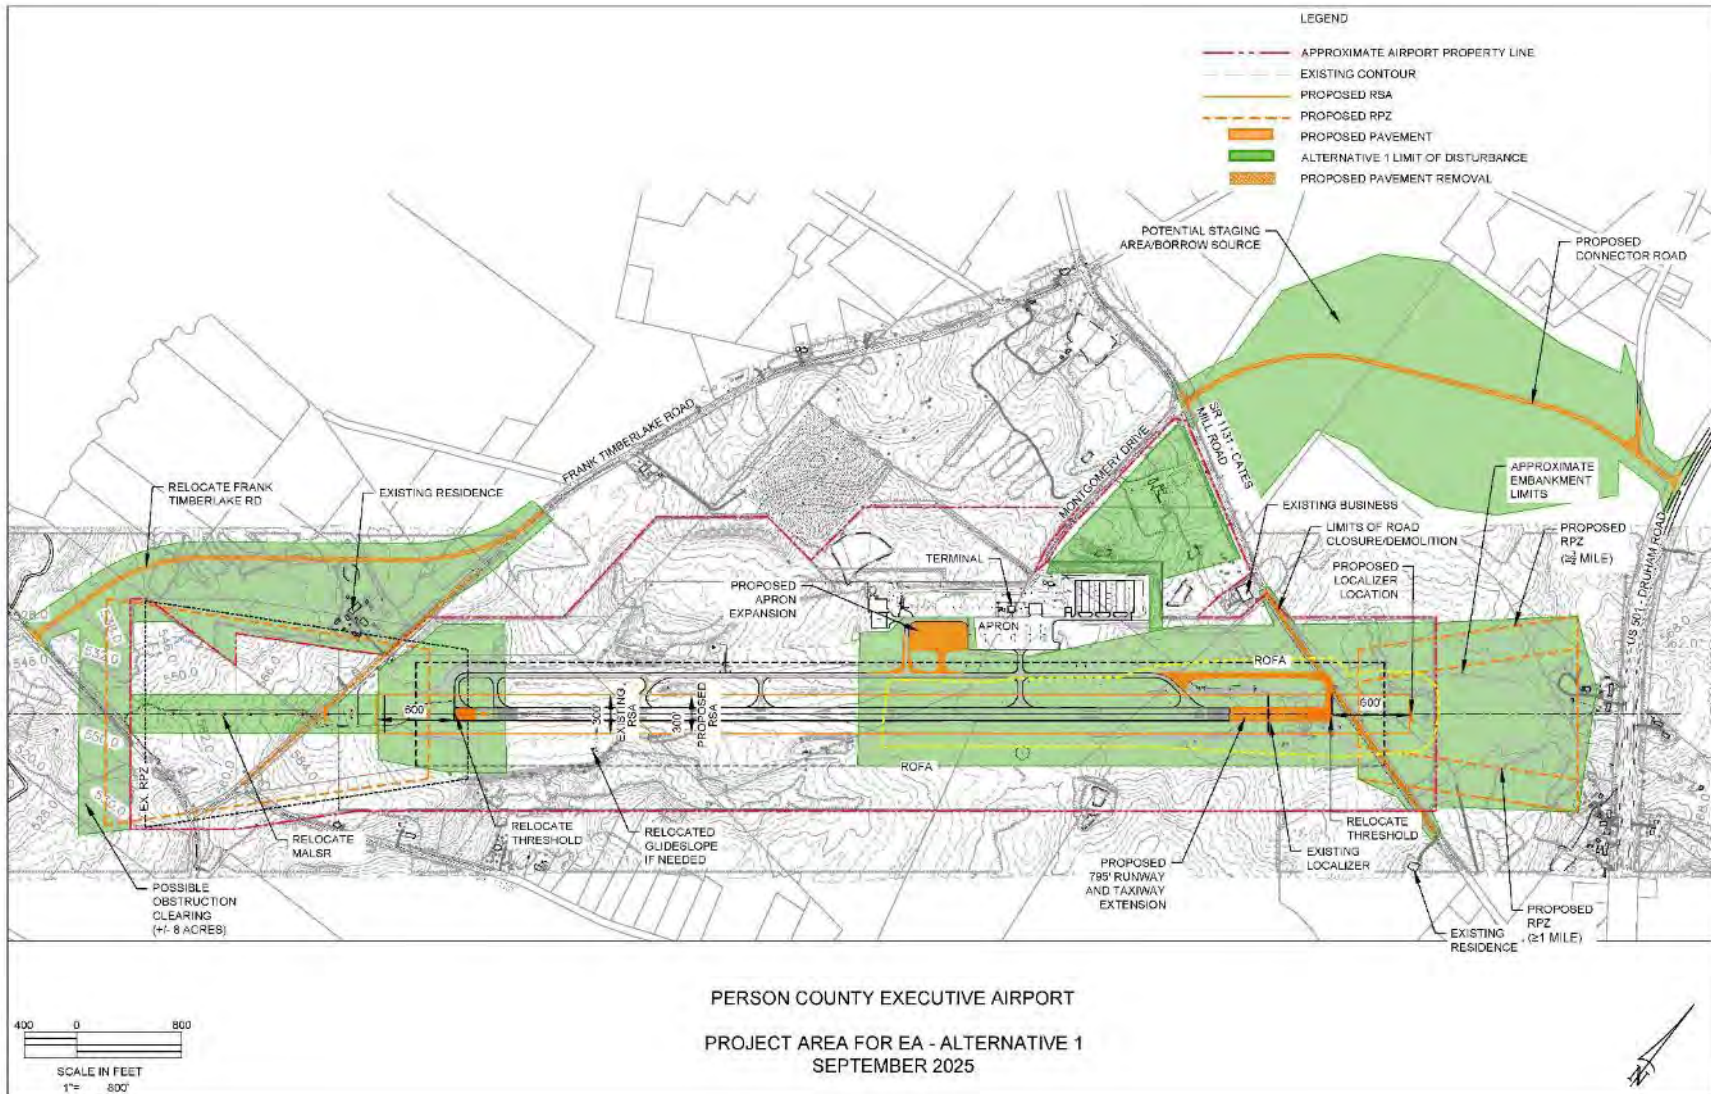 LEGEND
APPROXIMATE AIRPORT PROPERTY LINE
EXISTING CONTOUR
PROPOSED RSA
PROPOSED RPZ
PROPOSED PAVEMENT
ALTERNATIVE 1 LIMIT OF DISTURBANCE
PROPOSED PAVEMENT REMOVAL
POTENTIAL STAGING
AREA/BORROW SOURCE
PROPOSED
CONNECTOR ROAD
FRANK TIMBERLAKE ROAD
MONTGOMERY DRIVE
SR 1131 - CATES
MILL ROAD
APPROXIMATE
EMBANKMENT
LIMITS
RELOCATE FRANK
TIMBERLAKE RD
EXISTING RESIDENCE
EXISTING BUSINESS
LIMITS OF ROAD
CLOSURE/DEMOLITION
PROPOSED
RPZ
MILE)
US 501 - DRUHAM ROAD
TERMINAL
PROPOSED
LOCALIZER
LOCATION
PROPOSED
APRON
EXPANSION
APRON
ROFA
600'
300'
EXISTING
RSA
300'
PROPOSED
RSA
600'
EX. RPZ
ROFA
RELOCATE
MALSR
RELOCATE
THRESHOLD
RELOCATED
GLIDESLOPE
IF NEEDED
RELOCATE
THRESHOLD
EXISTING
LOCALIZER
PROPOSED
795' RUNWAY
AND TAXIWAY
EXTENSION
POSSIBLE
OBSTRUCTION
CLEARING
(+/- 8 ACRES)
EXISTING
RESIDENCE
PROPOSED
RPZ
(≥1 MILE)
PERSON COUNTY EXECUTIVE AIRPORT
PROJECT AREA FOR EA - ALTERNATIVE 1
SEPTEMBER 2025
400 0 800
SCALE IN FEET
1"= 800'